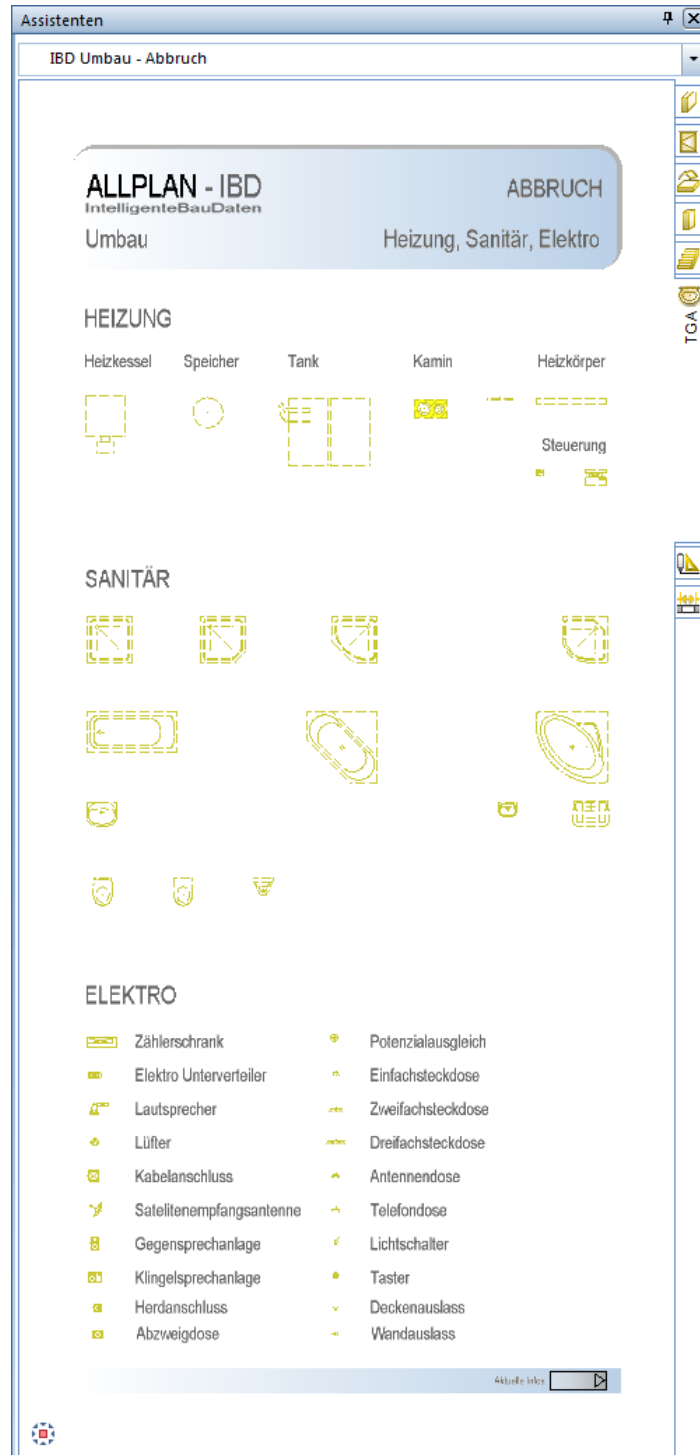 Assistenten
IBD Umbau - Abbruch
ALLPLAN - IBD ABBRUCH
IntelligenteBauDaten
Umbau Heizung, Sanitär, Elektro
TGA
HEIZUNG
Heizkessel Speicher Tank Kamin Heizkörper
Steuerung
SANITÄR
ELEKTRO
Zählerschrank Potenzialausgleich
Elektro Unterverteiler Einfachsteckdose
Lautsprecher Zweifachsteckdose
Lüfter Dreifachsteckdose
Kabelanschluss Antennendose
Satelitenempfangsantenne Telefondose
Gegensprechanlage Lichtschalter
Klingelsprechanlage Taster
Herdanschluss Deckenauslass
Abzweigdose Wandauslass
Aktuelle Infos